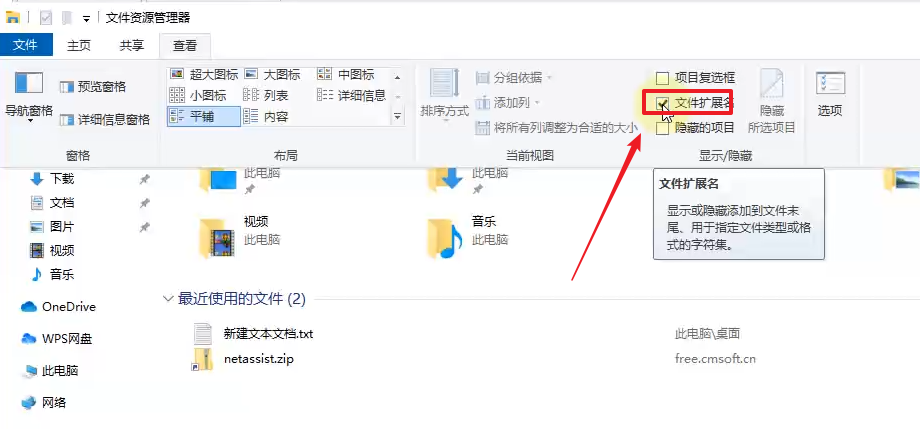 文件资源管理器
文件 主页 共享 查看
导航窗格
预览窗格
详细信息窗格
窗格
超大图标 大图标 中图标
小图标 列表 详细信息
平铺 内容
布局
排序方式
分组依据
添加列
将所有列调整为合适的大小
当前视图
项目复选框
文件扩展名
隐藏的项目
隐藏
所选项目
显示/隐藏
选项
文件扩展名
显示或隐藏添加到文件末
尾、用于指定文件类型或格
式的字符集。
下载
文档
图片
视频
音乐
OneDrive
WPS网盘
此电脑
网络
此电脑
此电脑
视频
此电脑
音乐
此电脑
最近使用的文件 (2)
新建文本文档.txt 此电脑\桌面
netassist.zip free.cmsoft.cn